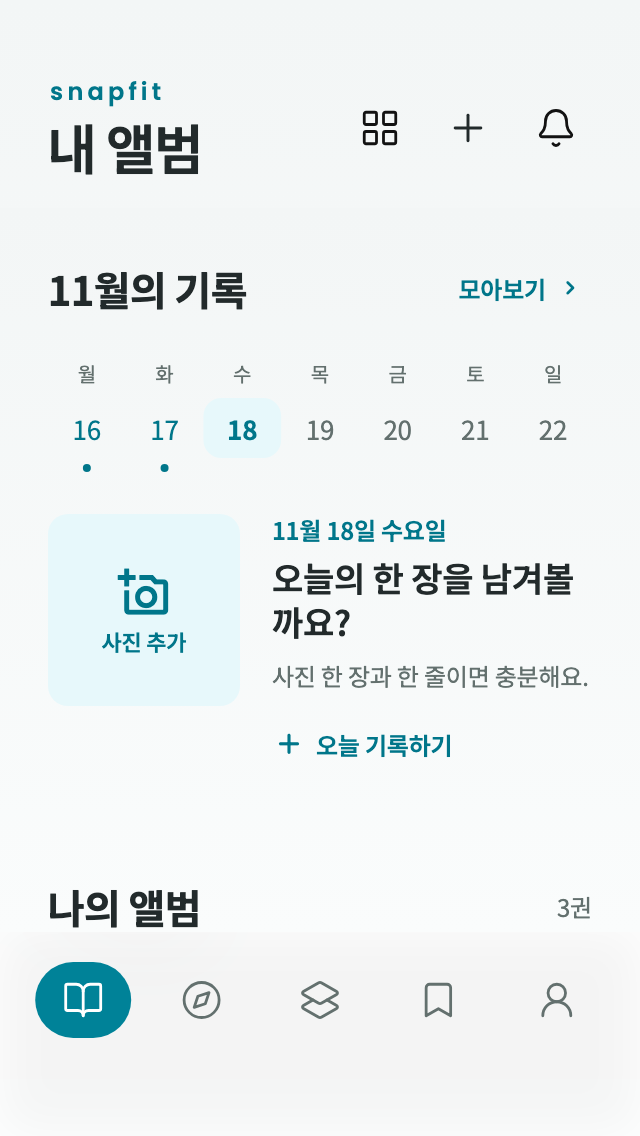 snapfit
내 앨범
11월의 기록
모아보기
월 화 수 목 금 토 일
16 17 18 19 20 21 22
11월 18일 수요일
오늘의 한 장을 남겨볼
까요?
사진 추가
사진 한 장과 한 줄이면 충분해요.
오늘 기록하기
나의 앨범
3권